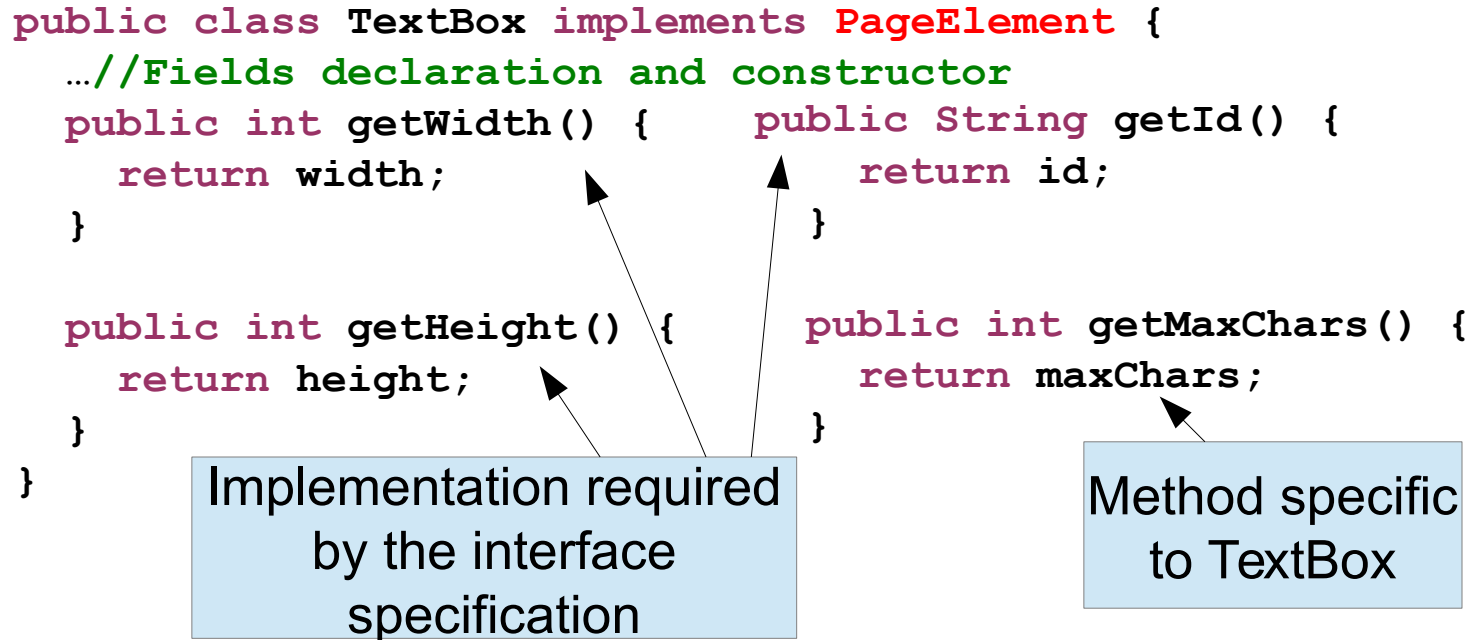 public class TextBox implements PageElement {
…//Fields declaration and constructor
public int getWidth() {
return width;
}
public String getId() {
return id;
}
public int getHeight() {
return height;
}
public int getMaxChars() {
return maxChars;
}
}
Implementation required
by the interface
specification
Method specific
to TextBox